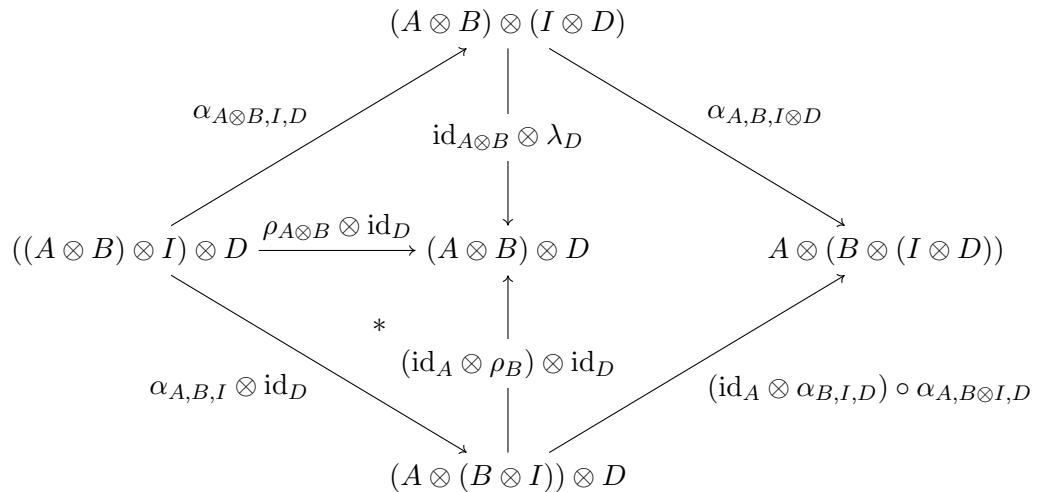 (A ⊗ B) ⊗ (I ⊗ D)
α_{A⊗B,I,D}
α_{A,B,I⊗D}
id_{A⊗B} ⊗ λ_D
((A ⊗ B) ⊗ I) ⊗ D
ρ_{A⊗B} ⊗ id_D
(A ⊗ B) ⊗ D
A ⊗ (B ⊗ (I ⊗ D))
*
(id_A ⊗ ρ_B) ⊗ id_D
α_{A,B,I} ⊗ id_D
(id_A ⊗ α_{B,I,D}) ∘ α_{A,B⊗I,D}
(A ⊗ (B ⊗ I)) ⊗ D